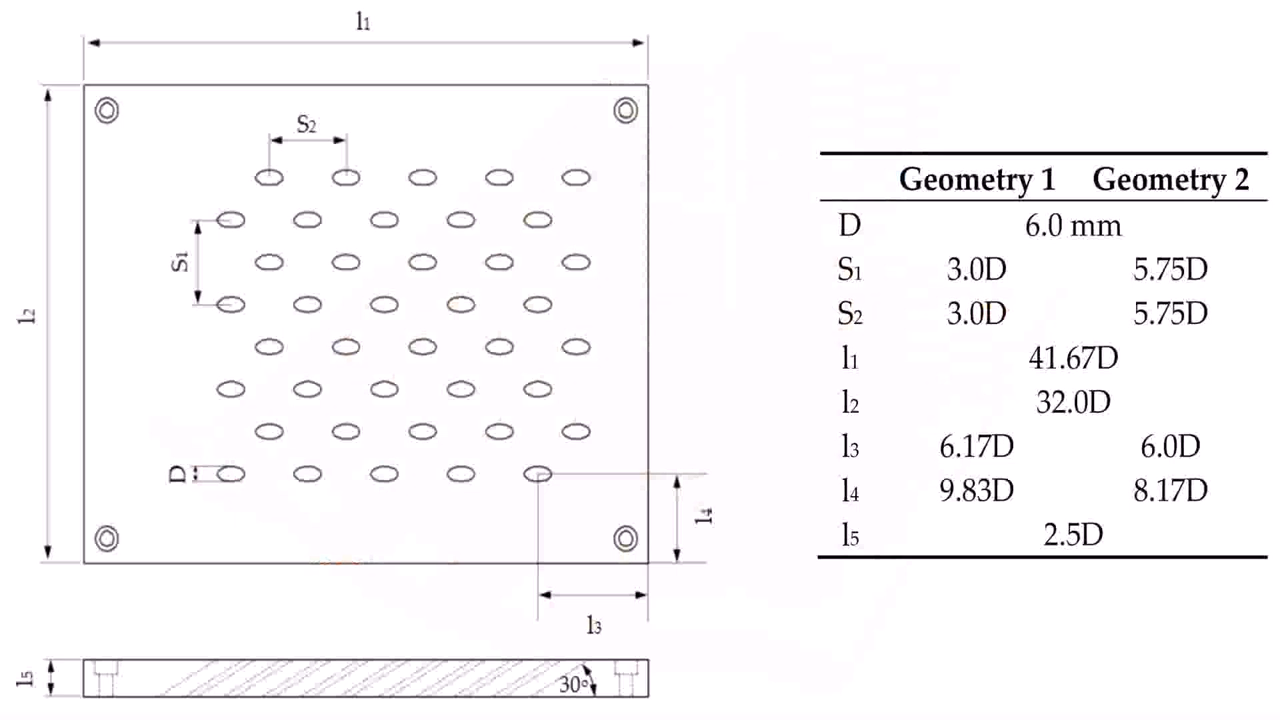 l1
S2
S1
l2
D
l4
l3
l5
30°
Geometry 1 Geometry 2
D 6.0 mm
S1 3.0D 5.75D
S2 3.0D 5.75D
l1 41.67D
l2 32.0D
l3 6.17D 6.0D
l4 9.83D 8.17D
l5 2.5D